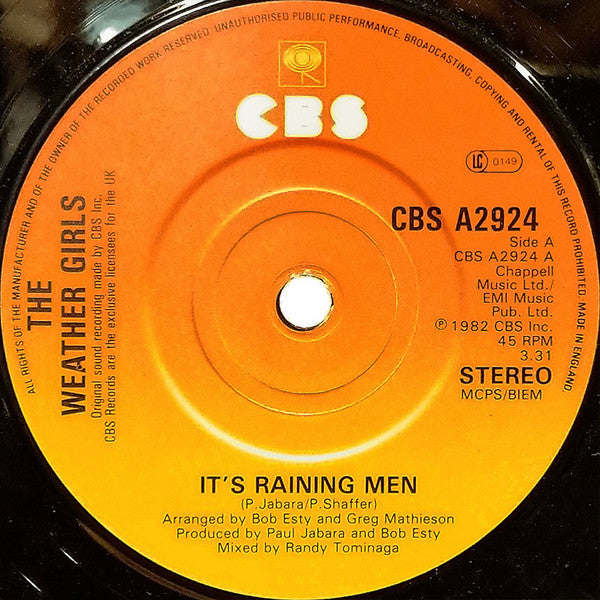 ALL RIGHTS OF THE MANUFACTURER AND OF THE OWNER OF THE RECORDED WORK RESERVED UNAUTHORISED PUBLIC PERFORMANCE, BROADCASTING, COPYING AND RENTAL OF THIS RECORD PROHIBITED · MADE IN ENGLAND
CBS
LC 0149
THE
WEATHER GIRLS
Original sound recording made by CBS Inc.
CBS Records are the exclusive licensees for the UK
CBS A2924
Side A
CBS A2924 A
Chappell
Music Ltd./
EMI Music
Pub. Ltd.
℗ 1982 CBS Inc.
45 RPM
3.31
STEREO
MCPS/BIEM
IT'S RAINING MEN
(P.Jabara/P.Shaffer)
Arranged by Bob Esty and Greg Mathieson
Produced by Paul Jabara and Bob Esty
Mixed by Randy Tominaga